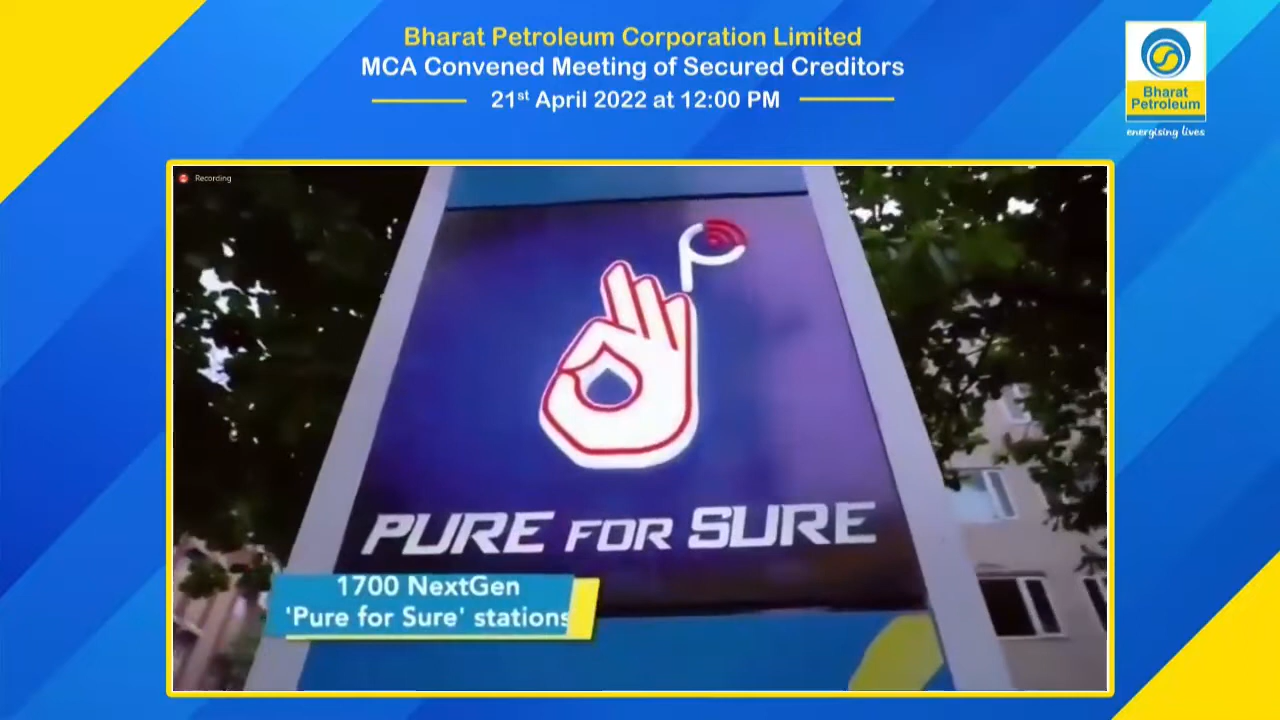 Bharat Petroleum Corporation Limited
MCA Convened Meeting of Secured Creditors
21st April 2022 at 12:00 PM
Bharat
Petroleum
energising lives
Recording
PURE FOR SURE
1700 NextGen
'Pure for Sure' stations